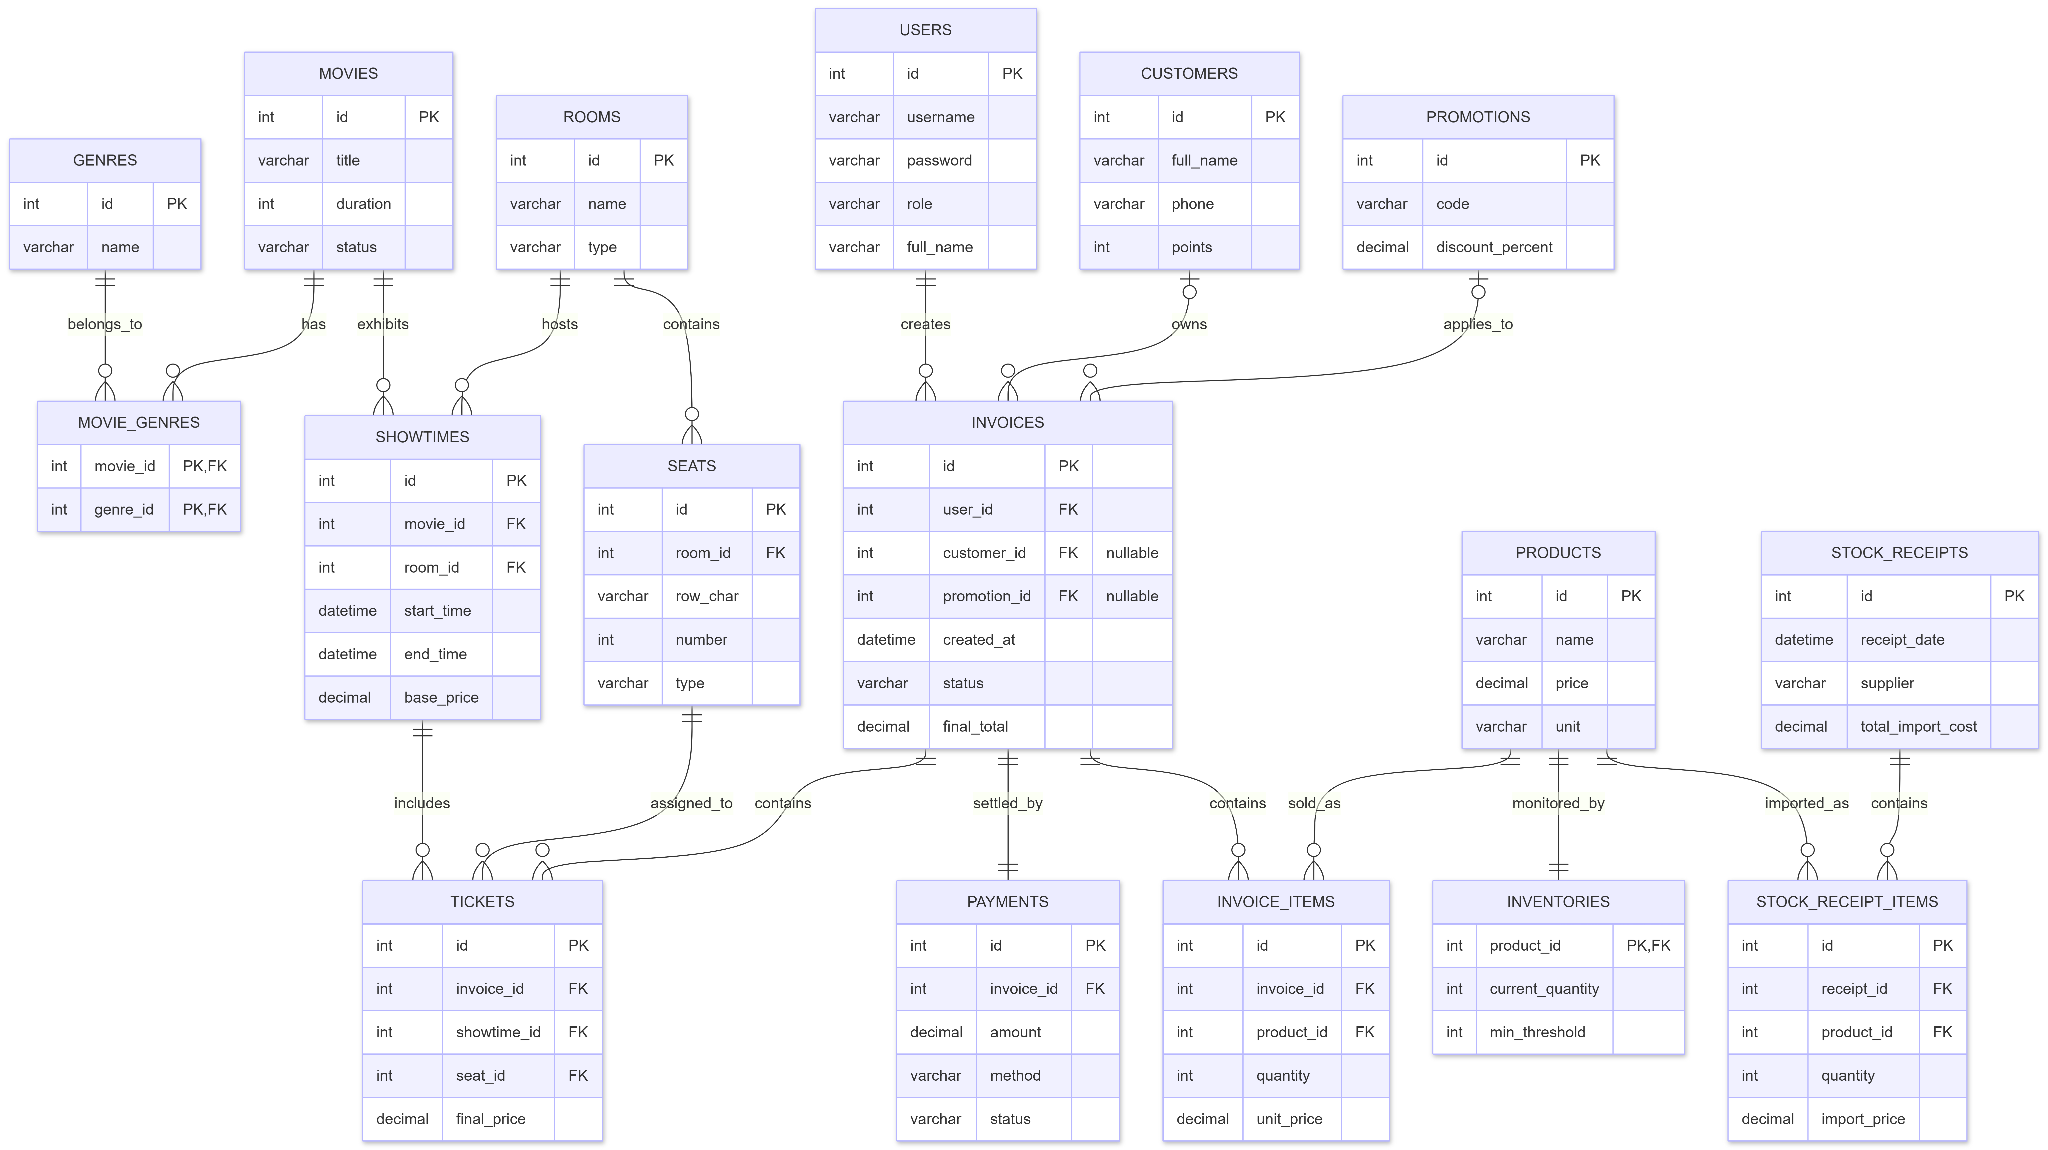 GENRES
int id PK
varchar name
MOVIES
int id PK
varchar title
int duration
varchar status
ROOMS
int id PK
varchar name
varchar type
USERS
int id PK
varchar username
varchar password
varchar role
varchar full_name
CUSTOMERS
int id PK
varchar full_name
varchar phone
int points
PROMOTIONS
int id PK
varchar code
decimal discount_percent
belongs_to
has
exhibits
hosts
contains
creates
owns
applies_to
MOVIE_GENRES
int movie_id PK,FK
int genre_id PK,FK
SHOWTIMES
int id PK
int movie_id FK
int room_id FK
datetime start_time
datetime end_time
decimal base_price
SEATS
int id PK
int room_id FK
varchar row_char
int number
varchar type
INVOICES
int id PK
int user_id FK
int customer_id FK nullable
int promotion_id FK nullable
datetime created_at
varchar status
decimal final_total
PRODUCTS
int id PK
varchar name
decimal price
varchar unit
STOCK_RECEIPTS
int id PK
datetime receipt_date
varchar supplier
decimal total_import_cost
includes
assigned_to
contains
settled_by
contains
sold_as
monitored_by
imported_as
contains
TICKETS
int id PK
int invoice_id FK
int showtime_id FK
int seat_id FK
decimal final_price
PAYMENTS
int id PK
int invoice_id FK
decimal amount
varchar method
varchar status
INVOICE_ITEMS
int id PK
int invoice_id FK
int product_id FK
int quantity
decimal unit_price
INVENTORIES
int product_id PK,FK
int current_quantity
int min_threshold
STOCK_RECEIPT_ITEMS
int id PK
int receipt_id FK
int product_id FK
int quantity
decimal import_price